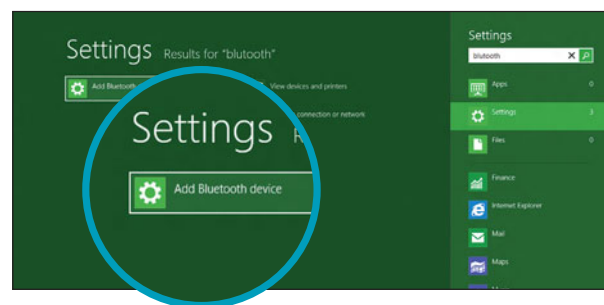 Settings Results for "blutooth"
Add Bluetooth
View devices and printers
connection or network
Settings
Add Bluetooth device
Settings
blutooth
Apps 0
Settings 3
Files 0
Finance
Internet Explorer
Mail
Maps